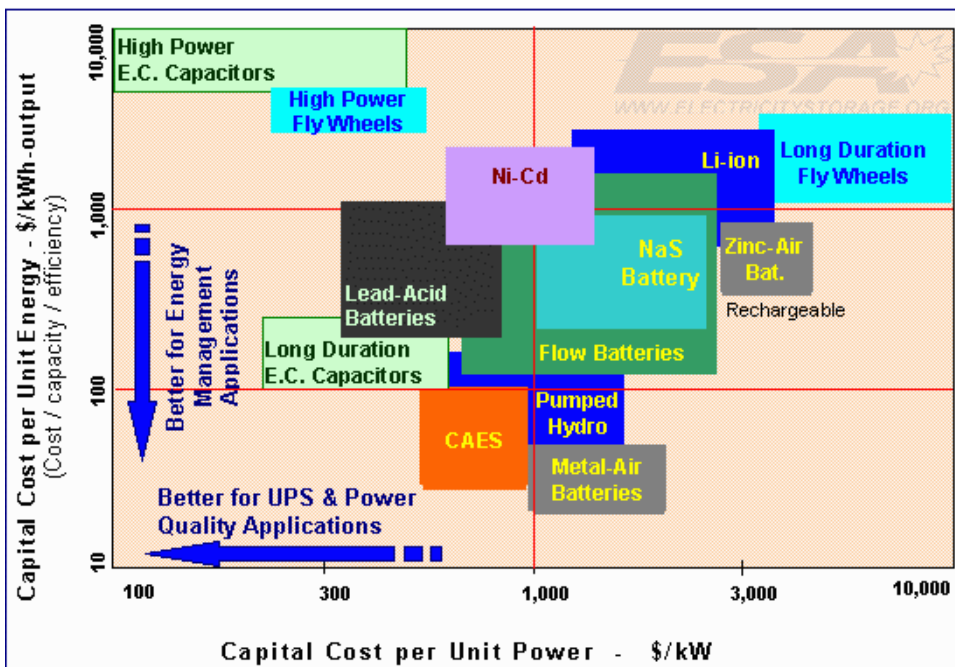 High Power
E.C. Capacitors
High Power
Fly Wheels
ESA
WWW.ELECTRICITYSTORAGE.ORG
Ni-Cd
Li-ion
Long Duration
Fly Wheels
Lead-Acid
Batteries
NaS
Battery
Zinc-Air
Bat.
Rechargeable
Flow Batteries
Long Duration
E.C. Capacitors
Pumped
Hydro
CAES
Metal-Air
Batteries
Better for Energy
Management
Applications
Better for UPS & Power
Quality Applications
Capital Cost per Unit Energy - $/kWh-output
(Cost / capacity / efficiency)
10,000
1,000
100
10
100
300
1,000
3,000
10,000
Capital Cost per Unit Power - $/kW